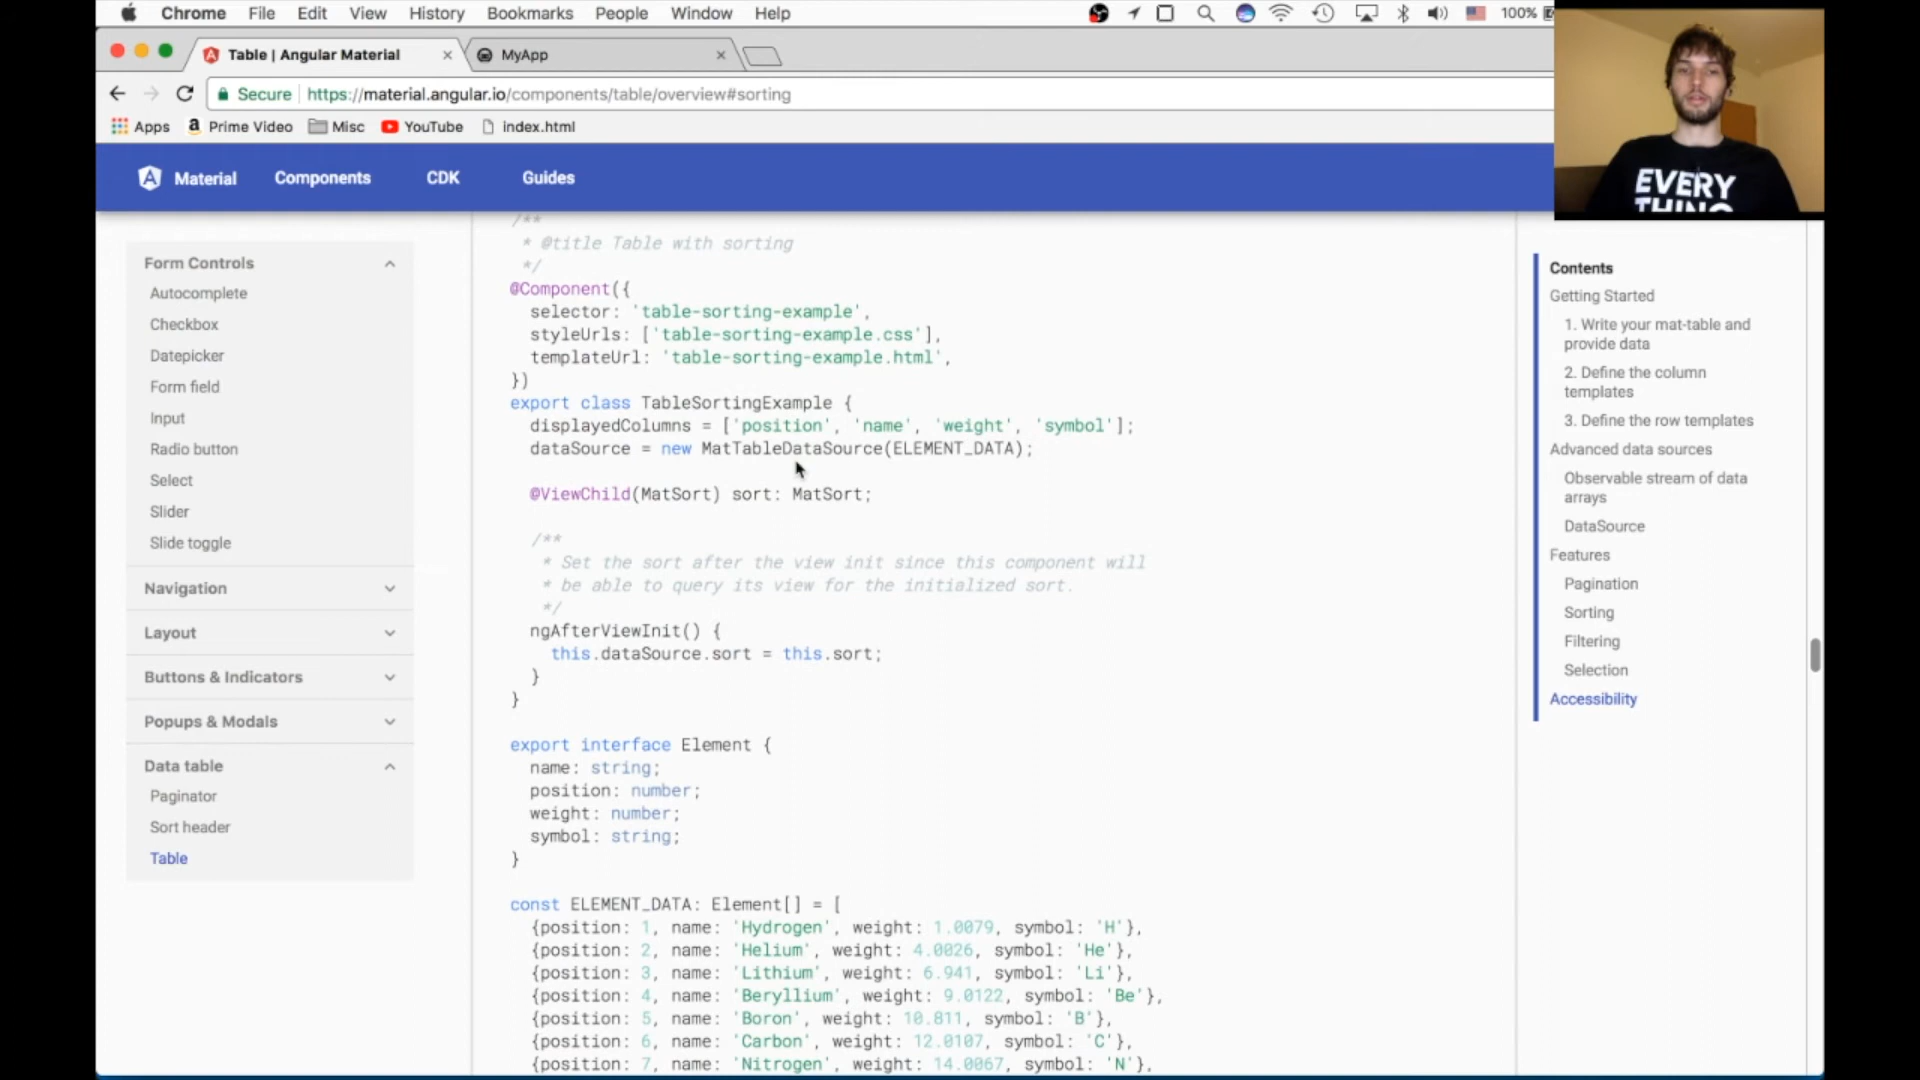 Chrome File Edit View History Bookmarks People Window Help 100%
Table | Angular Material MyApp
Secure https://material.angular.io/components/table/overview#sorting
Apps Prime Video Misc YouTube index.html
Material Components CDK Guides
EVERY
THING
Form Controls
Autocomplete
Checkbox
Datepicker
Form field
Input
Radio button
Select
Slider
Slide toggle
Navigation
Layout
Buttons & Indicators
Popups & Modals
Data table
Paginator
Sort header
Table
/**
* @title Table with sorting
*/
@Component({
selector: 'table-sorting-example',
styleUrls: ['table-sorting-example.css'],
templateUrl: 'table-sorting-example.html',
})
export class TableSortingExample {
displayedColumns = ['position', 'name', 'weight', 'symbol'];
dataSource = new MatTableDataSource(ELEMENT_DATA);
@ViewChild(MatSort) sort: MatSort;
/**
* Set the sort after the view init since this component will
* be able to query its view for the initialized sort.
*/
ngAfterViewInit() {
this.dataSource.sort = this.sort;
}
}
export interface Element {
name: string;
position: number;
weight: number;
symbol: string;
}
const ELEMENT_DATA: Element[] = [
{position: 1, name: 'Hydrogen', weight: 1.0079, symbol: 'H'},
{position: 2, name: 'Helium', weight: 4.0026, symbol: 'He'},
{position: 3, name: 'Lithium', weight: 6.941, symbol: 'Li'},
{position: 4, name: 'Beryllium', weight: 9.0122, symbol: 'Be'},
{position: 5, name: 'Boron', weight: 10.811, symbol: 'B'},
{position: 6, name: 'Carbon', weight: 12.0107, symbol: 'C'},
{position: 7, name: 'Nitrogen', weight: 14.0067, symbol: 'N'},
Contents
Getting Started
1. Write your mat-table and
provide data
2. Define the column
templates
3. Define the row templates
Advanced data sources
Observable stream of data
arrays
DataSource
Features
Pagination
Sorting
Filtering
Selection
Accessibility